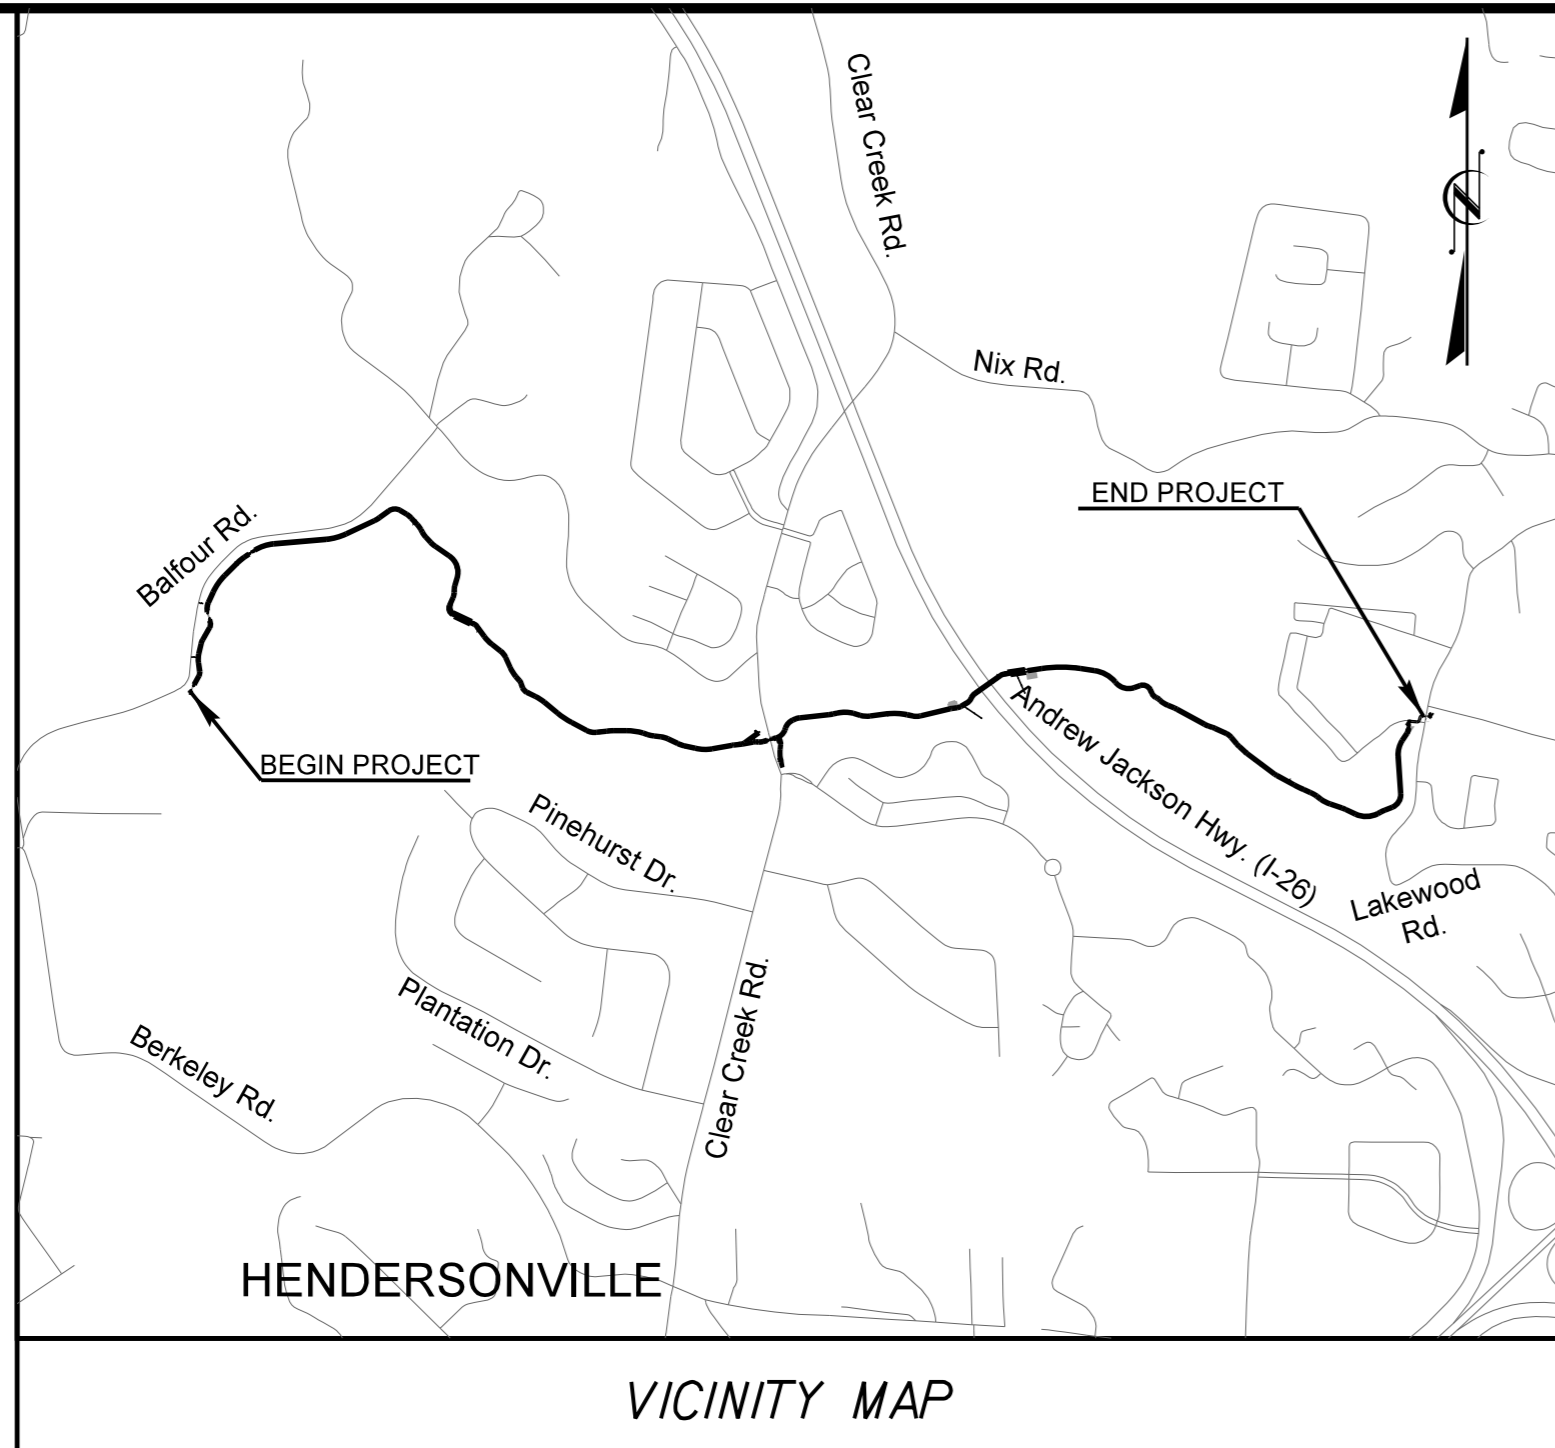 Clear Creek Rd.
N
Nix Rd.
END PROJECT
Balfour Rd.
Andrew Jackson Hwy. (I-26)
BEGIN PROJECT
Pinehurst Dr.
Lakewood
Rd.
Plantation Dr.
Clear Creek Rd.
Berkeley Rd.
HENDERSONVILLE
VICINITY MAP